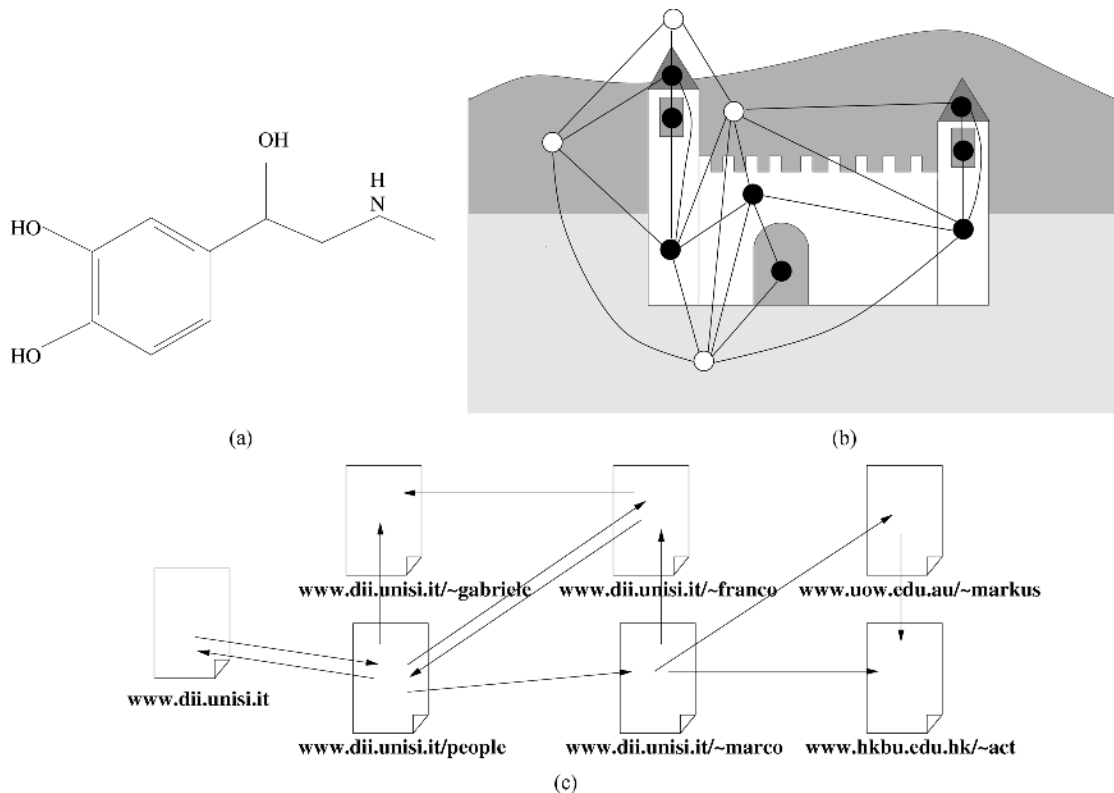 OH
H
N
HO
HO
(a)
(b)
www.dii.unisi.it/~gabriele
www.dii.unisi.it/~franco
www.uow.edu.au/~markus
www.dii.unisi.it
www.dii.unisi.it/people
www.dii.unisi.it/~marco
www.hkbu.edu.hk/~act
(c)